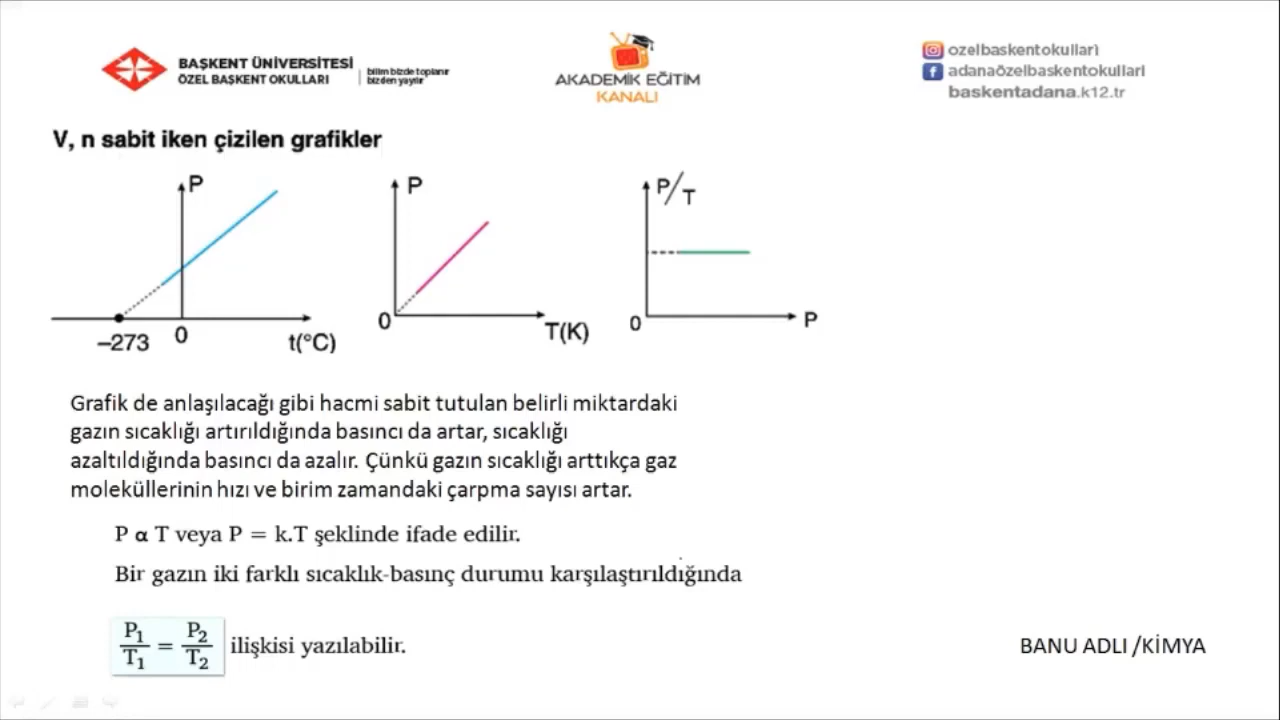 BAŞKENT ÜNİVERSİTESİ
ÖZEL BAŞKENT OKULLARI
bilim bizde toplanır
bizden yayılır
AKADEMİK EĞİTİM
KANALI
ozelbaskentokullari
adanaözelbaskentokullari
baskentadana.k12.tr
V, n sabit iken çizilen grafikler
P
-273
0
t(°C)
P
0
T(K)
P/T
0
P
Grafik de anlaşılacağı gibi hacmi sabit tutulan belirli miktardaki
gazın sıcaklığı artırıldığında basıncı da artar, sıcaklığı
azaltıldığında basıncı da azalır. Çünkü gazın sıcaklığı arttıkça gaz
moleküllerinin hızı ve birim zamandaki çarpma sayısı artar.
P α T veya P = k.T şeklinde ifade edilir.
Bir gazın iki farklı sıcaklık-basınç durumu karşılaştırıldığında
P₁/T₁ = P₂/T₂ ilişkisi yazılabilir.
BANU ADLI /KİMYA